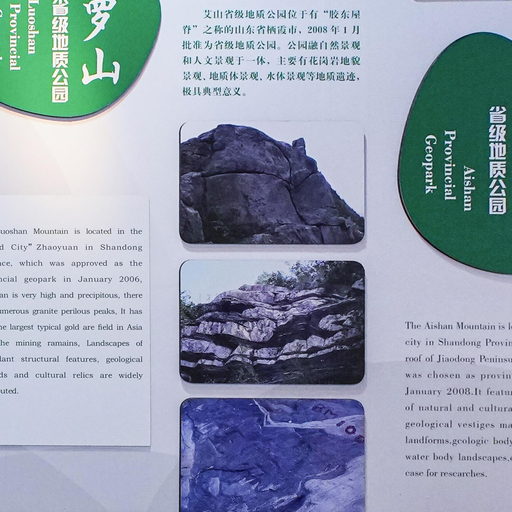 罗山
省级地质公园
Luoshan
Provincial
Geopark
艾山省级地质公园位于有“胶东屋
脊”之称的山东省栖霞市，2008 年 1 月
批准为省级地质公园。公园融自然景观
和人文景观于一体，主要有花岗岩地貌
景观、地质体景观、水体景观等地质遗迹，
极具典型意义。
省级地质公园
Aishan
Provincial
Geopark
uoshan Mountain is located in the
d City" Zhaoyuan in Shandong
nce, which was approved as the
ncial geopark in January 2006,
an is very high and precipitous, there
umerous granite perilous peaks, It has
he largest typical gold are field in Asia
he mining ramains, Landscapes of
lant structural features, geological
ds and cultural relics are widely
uted.
The Aishan Mountain is l
city in Shandong Provin
roof of Jiaodong Peninsu
was chosen as provin
January 2008.It featur
of natural and cultura
geological vestiges ma
landforms,geologic body
water body landscapes,
case for researches.